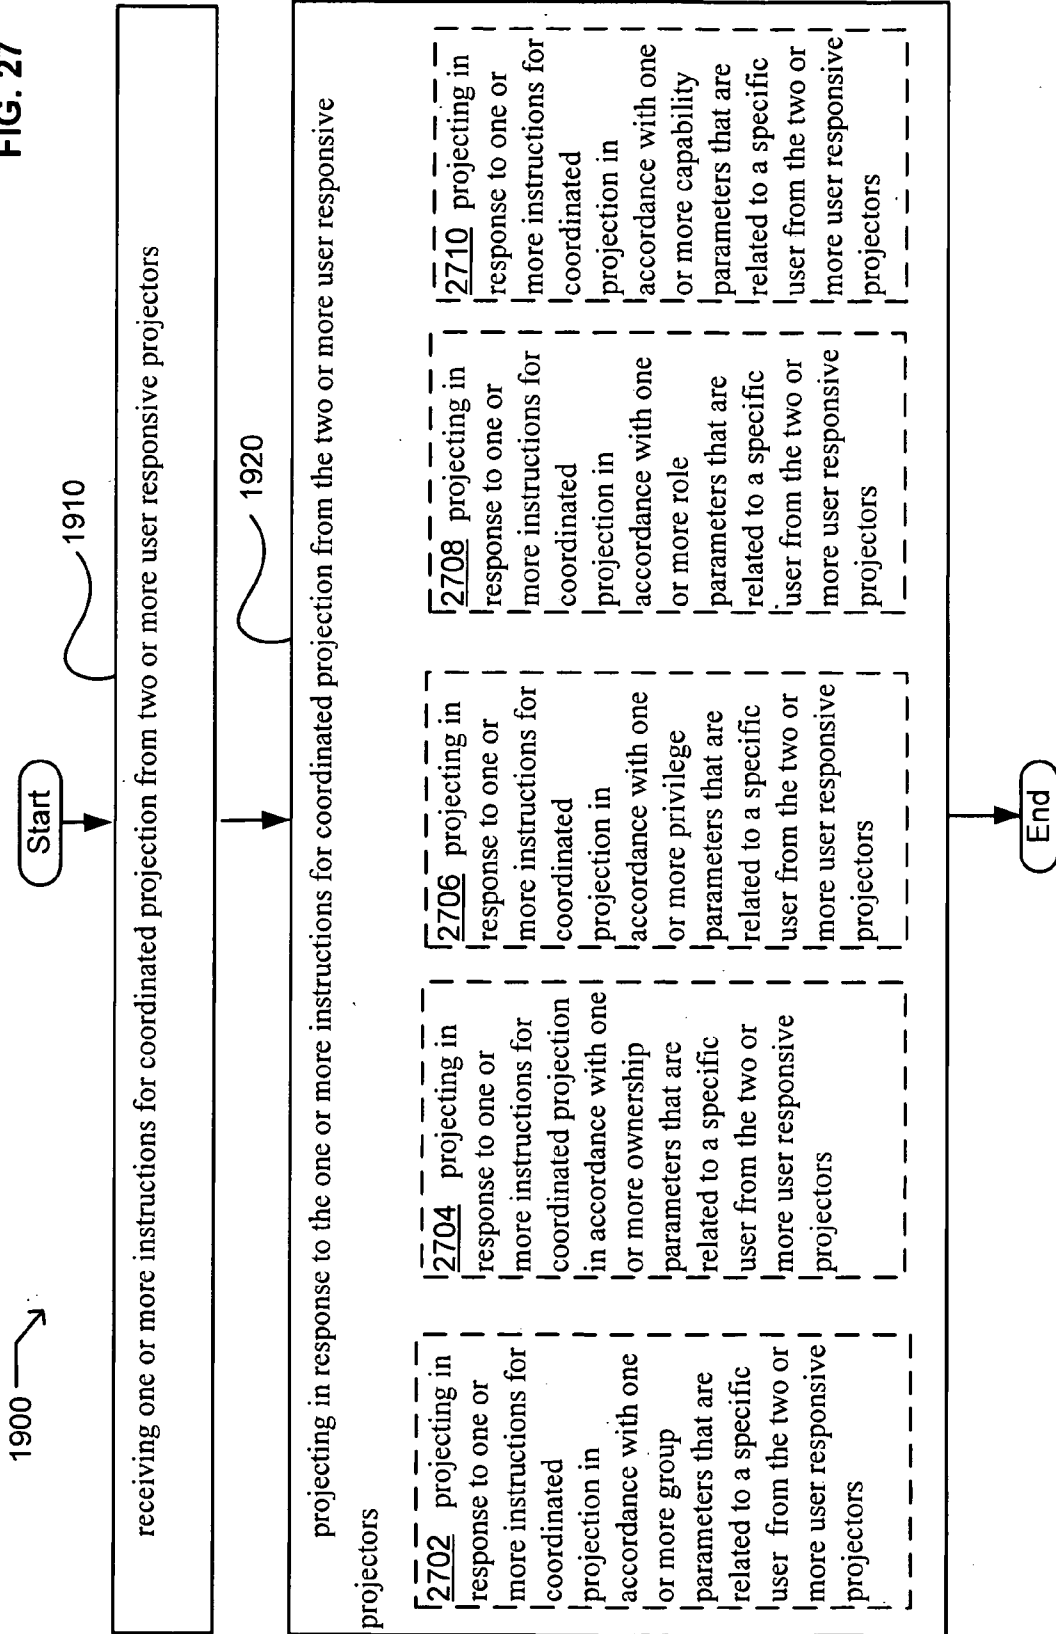 FIG. 27
1900
Start
1910
receiving one or more instructions for coordinated projection from two or more user responsive projectors
1920
projecting in response to the one or more instructions for coordinated projection from the two or more user responsive
projectors
2702 projecting in
response to one or
more instructions for
coordinated
projection in
accordance with one
or more group
parameters that are
related to a specific
user from the two or
more user responsive
projectors
2704 projecting in
response to one or
more instructions for
coordinated projection
in accordance with one
or more ownership
parameters that are
related to a specific
user from the two or
more user responsive
projectors
2706 projecting in
response to one or
more instructions for
coordinated
projection in
accordance with one
or more privilege
parameters that are
related to a specific
user from the two or
more user responsive
projectors
2708 projecting in
response to one or
more instructions for
coordinated
projection in
accordance with one
or more role
parameters that are
related to a specific
user from the two or
more user responsive
projectors
2710 projecting in
response to one or
more instructions for
coordinated
projection in
accordance with one
or more capability
parameters that are
related to a specific
user from the two or
more user responsive
projectors
End